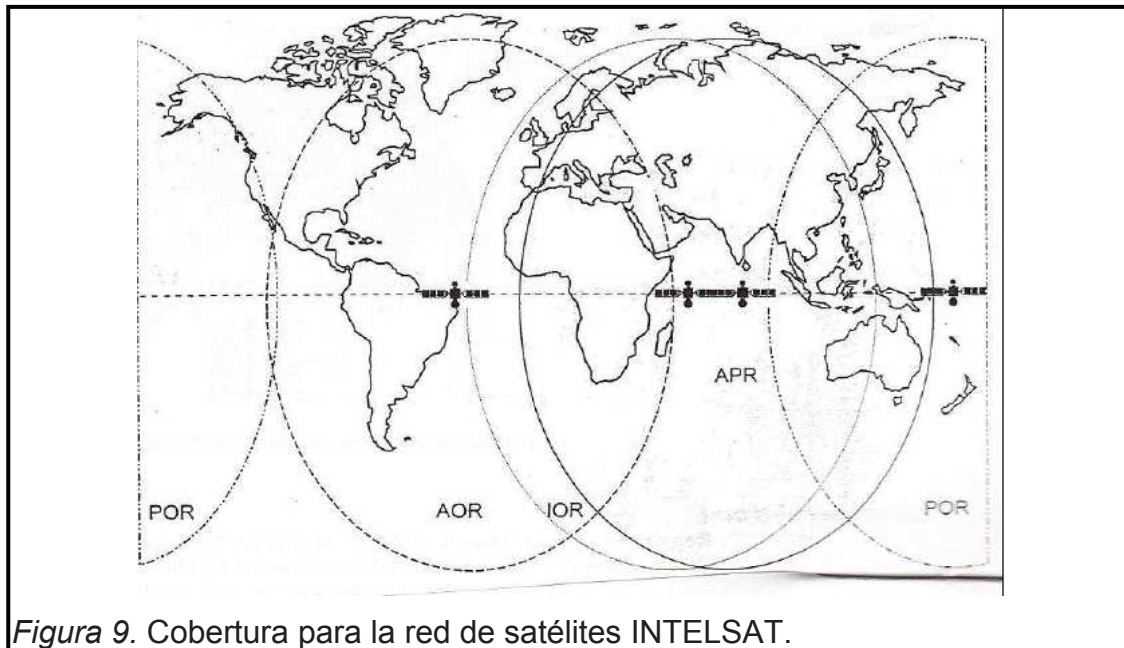 APR
POR
AOR
IOR
POR
Figura 9. Cobertura para la red de satélites INTELSAT.